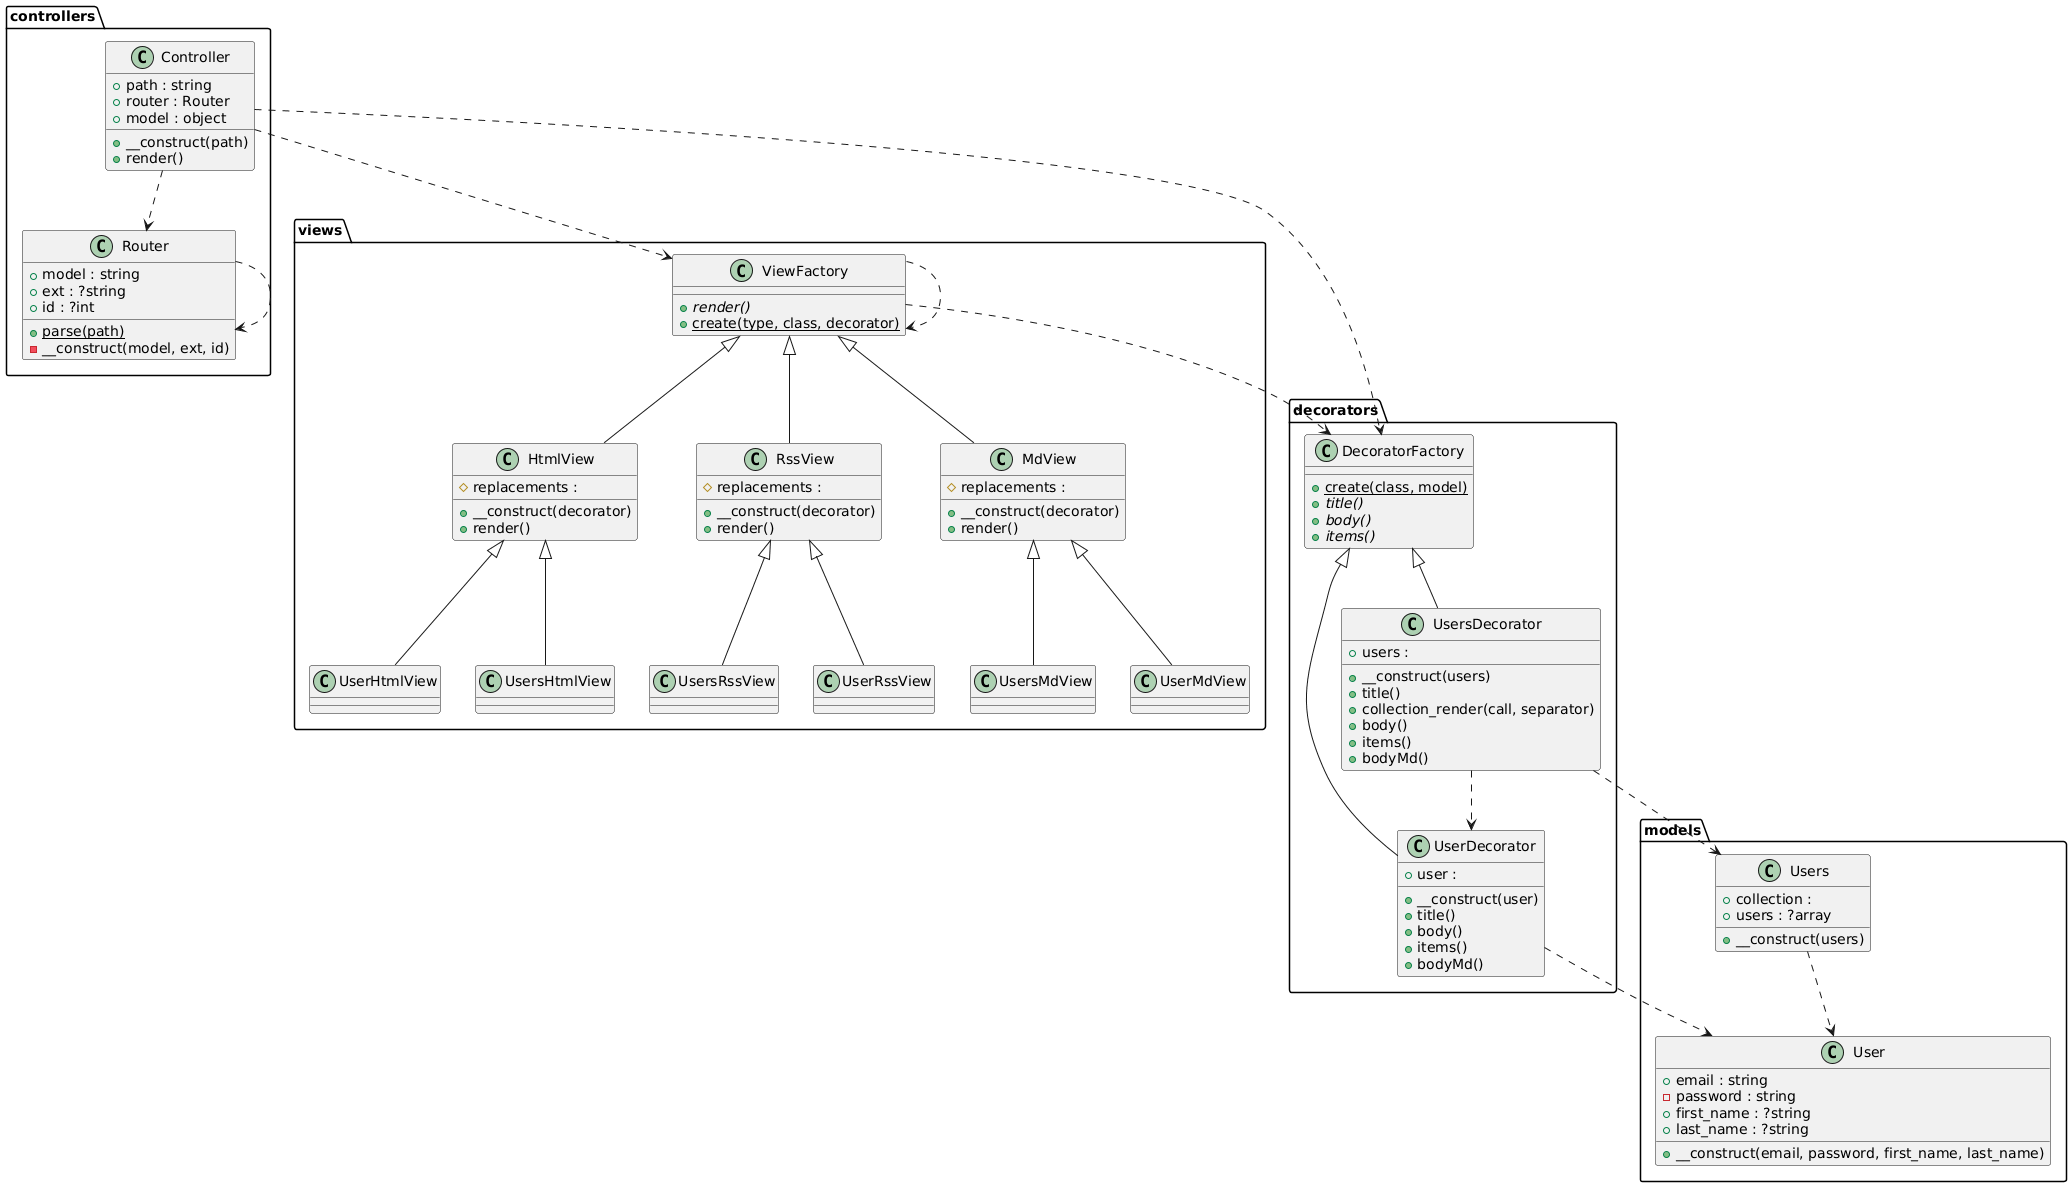 controllers
C Controller
path : string
router : Router
model : object
__construct(path)
render()
C Router
model : string
ext : ?string
id : ?int
parse(path)
__construct(model, ext, id)
views
C ViewFactory
render()
create(type, class, decorator)
C HtmlView
replacements :
__construct(decorator)
render()
C RssView
replacements :
__construct(decorator)
render()
C MdView
replacements :
__construct(decorator)
render()
C UserHtmlView
C UsersHtmlView
C UsersRssView
C UserRssView
C UsersMdView
C UserMdView
decorators
C DecoratorFactory
create(class, model)
title()
body()
items()
C UsersDecorator
users :
__construct(users)
title()
collection_render(call, separator)
body()
items()
bodyMd()
C UserDecorator
user :
__construct(user)
title()
body()
items()
bodyMd()
models
C Users
collection :
users : ?array
__construct(users)
C User
email : string
password : string
first_name : ?string
last_name : ?string
__construct(email, password, first_name, last_name)